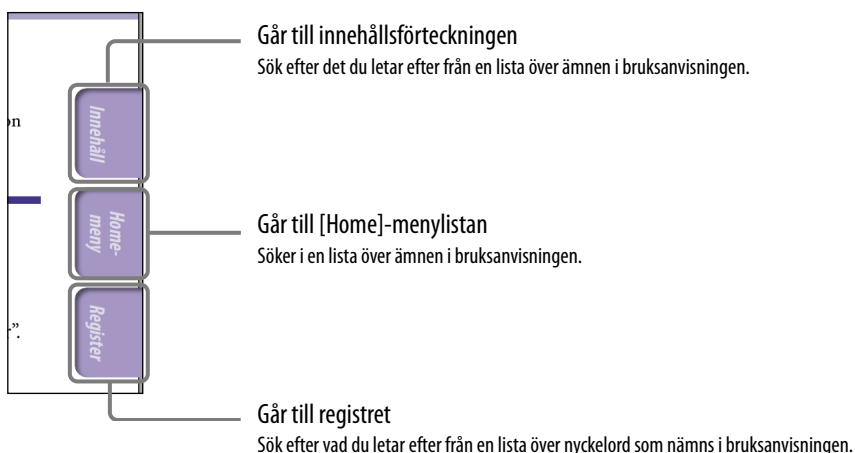 Går till innehållsförteckningen
Sök efter det du letar efter från en lista över ämnen i bruksanvisningen.
on
Innehåll
Går till [Home]-menylistan
Söker i en lista över ämnen i bruksanvisningen.
Home-
meny
Register
r”.
Går till registret
Sök efter vad du letar efter från en lista över nyckelord som nämns i bruksanvisningen.